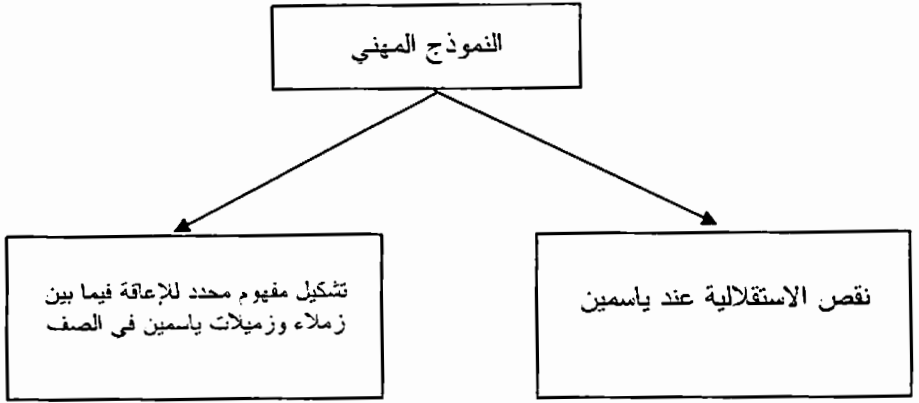 النموذج المهني
نقص الاستقلالية عند ياسمين
تشكيل مفهوم محدد للإعاقة فيما بين
زملاء وزميلات ياسمين في الصف